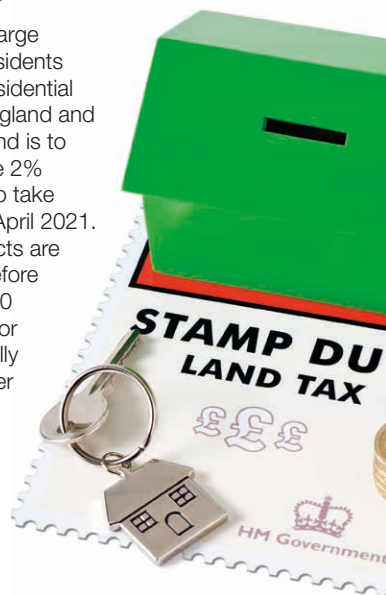 arge
sidents
sidential
gland and
nd is to
e 2%
o take
April 2021.
cts are
efore
0
or
lly
er
STAMP DU
LAND TAX
£££
HM Government